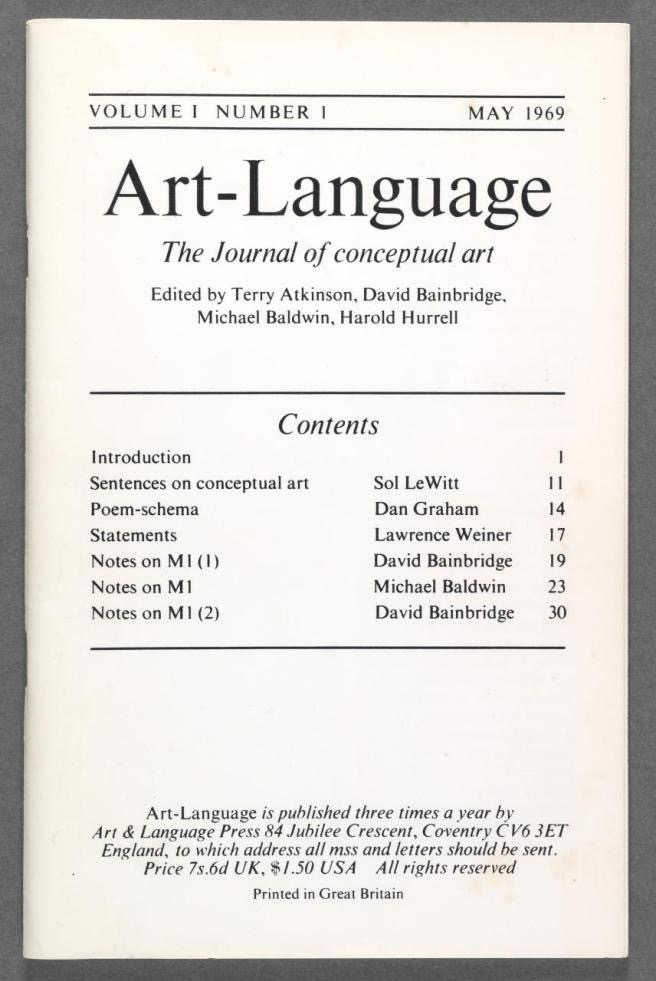 VOLUME 1 NUMBER 1 MAY 1969
Art-Language
The Journal of conceptual art
Edited by Terry Atkinson, David Bainbridge,
Michael Baldwin, Harold Hurrell
Contents
Introduction 1
Sentences on conceptual art Sol LeWitt 11
Poem-schema Dan Graham 14
Statements Lawrence Weiner 17
Notes on M1 (1) David Bainbridge 19
Notes on M1 Michael Baldwin 23
Notes on M1 (2) David Bainbridge 30
Art-Language is published three times a year by
Art & Language Press 84 Jubilee Crescent, Coventry CV6 3ET
England, to which address all mss and letters should be sent.
Price 7s.6d UK, $1.50 USA All rights reserved
Printed in Great Britain